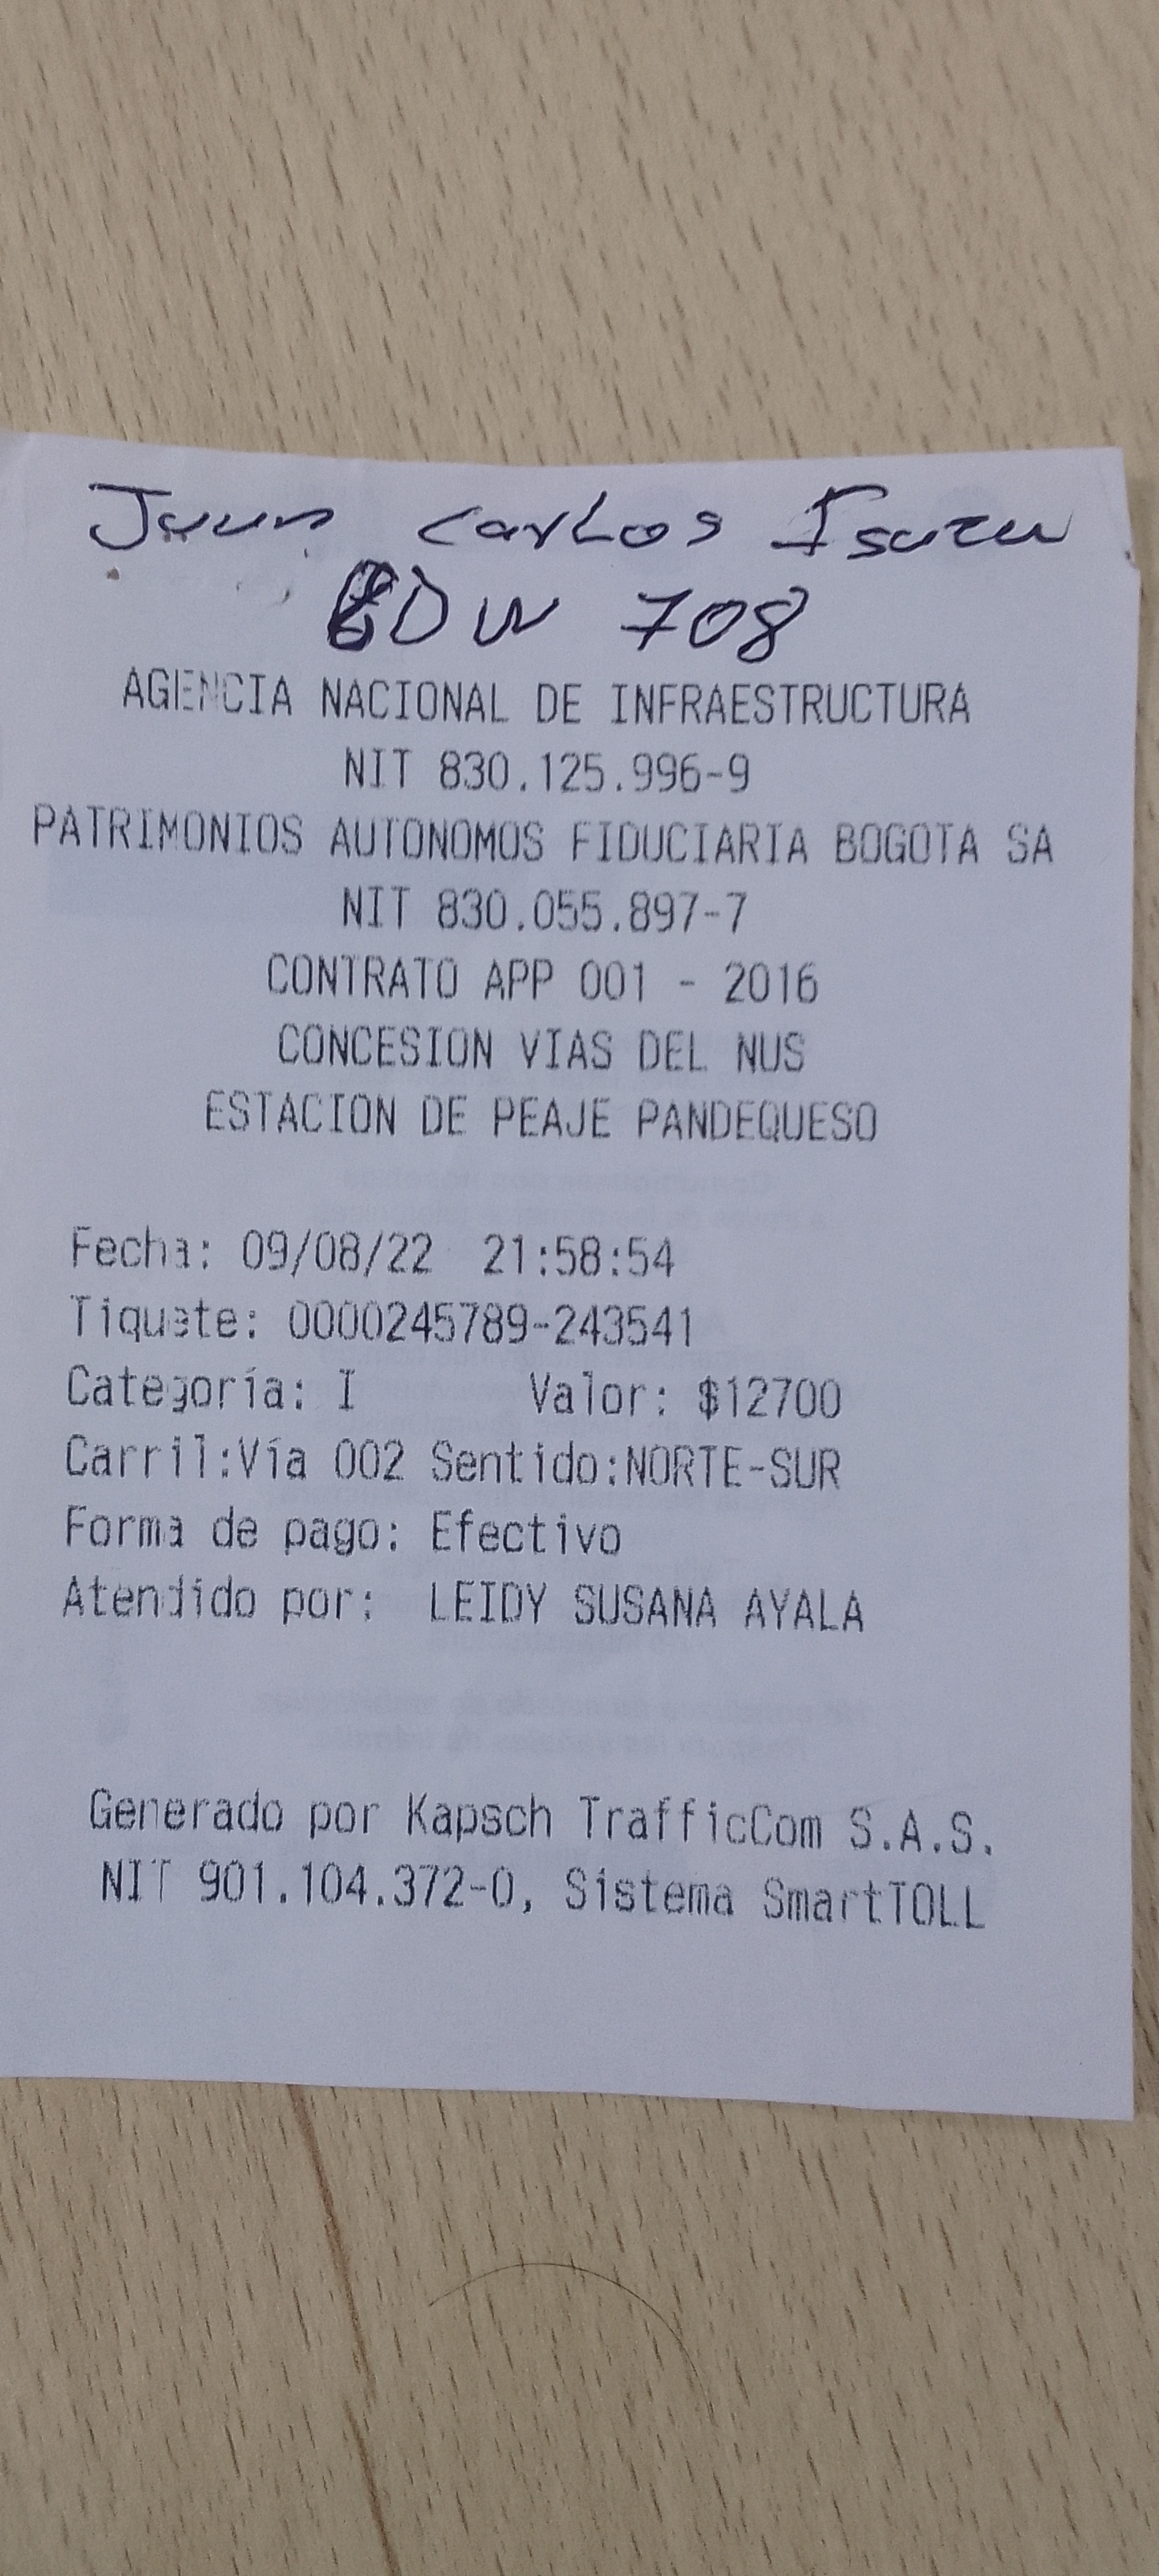 Juan Carlos Isaza
DW 708
AGENCIA NACIONAL DE INFRAESTRUCTURA
NIT 830.125.996-9
PATRIMONIOS AUTONOMOS FIDUCIARIA BOGOTA SA
NIT 830.055.897-7
CONTRATO APP 001 - 2016
CONCESION VIAS DEL NUS
ESTACION DE PEAJE PANDEQUESO
Fecha: 09/08/22 21:58:54
Tiquete: 0000245789-243541
Categoría: I Valor: $12700
Carril:Vía 002 Sentido:NORTE-SUR
Forma de pago: Efectivo
Atendido por: LEIDY SUSANA AYALA
Generado por Kapsch TrafficCom S.A.S.
NIT 901.104.372-0, Sistema SmartTOLL